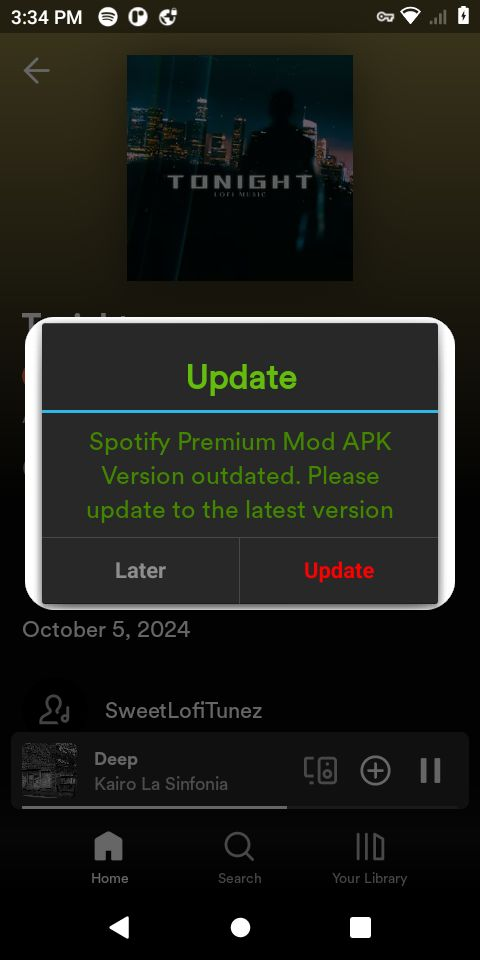 3:34 PM
TONIGHT
LOFI MUSIC
Update
Spotify Premium Mod APK
Version outdated. Please
update to the latest version
Later
Update
October 5, 2024
SweetLofiTunez
Deep
Kairo La Sinfonia
Home
Search
Your Library